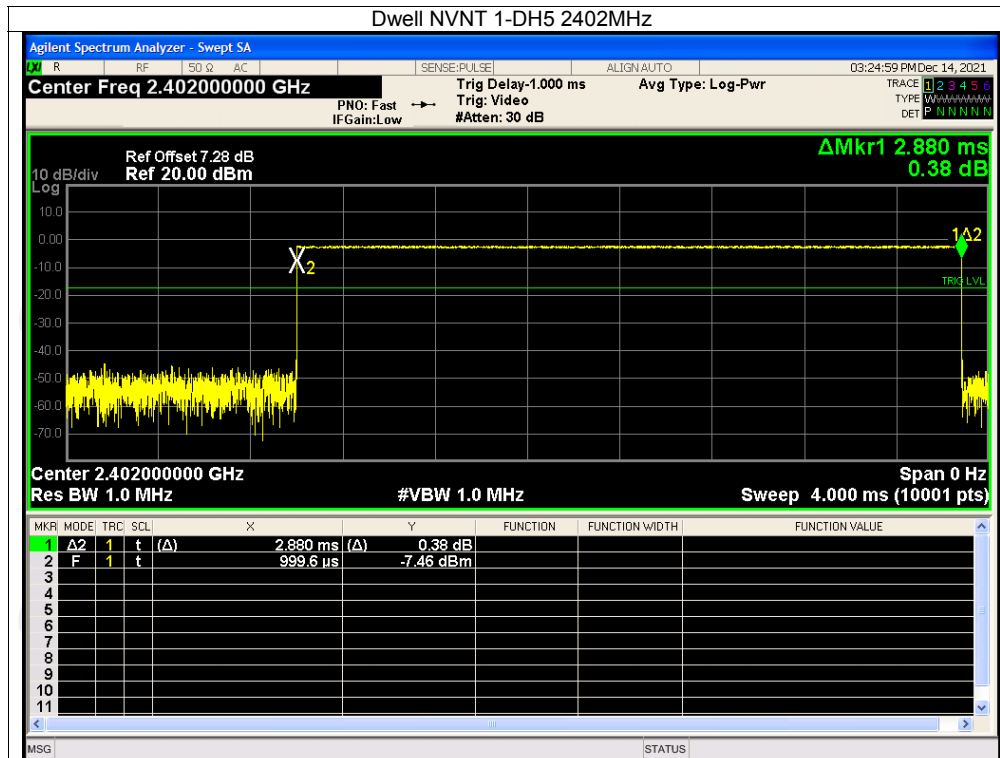 Dwell NVNT 1-DH5 2402MHz
Agilent Spectrum Analyzer - Swept SA
LXI R RF 50 Ω AC SENSE:PULSE ALIGN AUTO 03:24:59 PM Dec 14, 2021
Center Freq 2.402000000 GHz Trig Delay-1.000 ms Avg Type: Log-Pwr TRACE 1 2 3 4 5 6
PNO: Fast Trig: Video TYPE WWWWWW
IFGain:Low #Atten: 30 dB DET P N N N N N
ΔMkr1 2.880 ms
0.38 dB
Ref Offset 7.28 dB
10 dB/div Ref 20.00 dBm
Log
10.0
0.00
1Δ2
X2
-10.0
TRIG LVL
-20.0
-30.0
-40.0
-50.0
-60.0
-70.0
Center 2.402000000 GHz Span 0 Hz
Res BW 1.0 MHz #VBW 1.0 MHz Sweep 4.000 ms (10001 pts)
MKR MODE TRC SCL X Y FUNCTION FUNCTION WIDTH FUNCTION VALUE
1 Δ2 1 t (Δ) 2.880 ms (Δ) 0.38 dB
2 F 1 t 999.6 µs -7.46 dBm
3
4
5
6
7
8
9
10
11
MSG STATUS